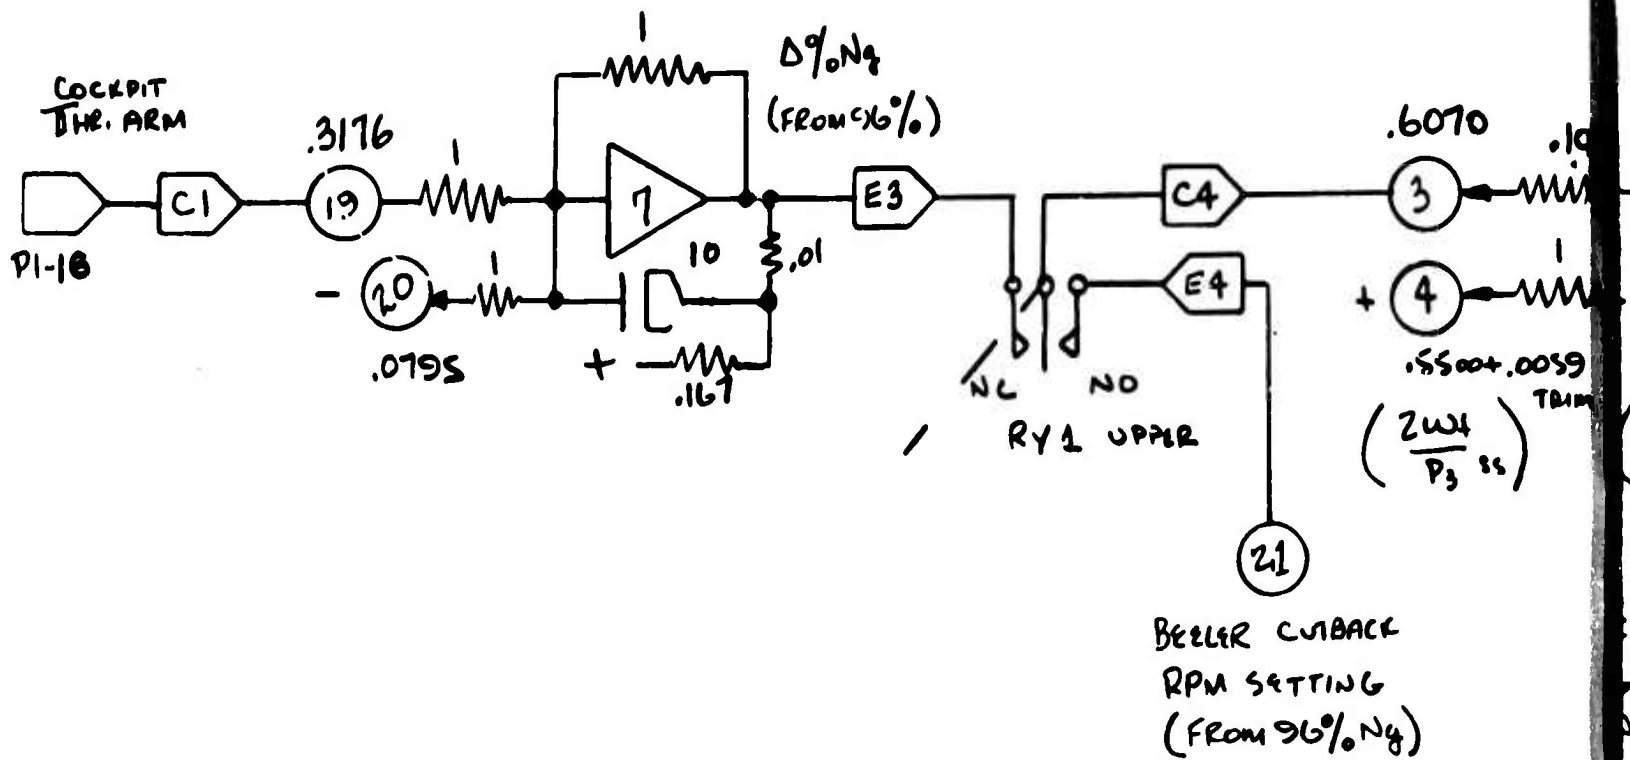 COCKPIT
THR. ARM
P1-18
C1
.3176
19
1
1
7
Δ%Ng
(FROM 96%)
E3
10
.01
-
20
1
.0795
+
.167
NC
NO
RY1 UPPER
C4
E4
.6070
3
.10
+
4
1
.5500+.0059
TRIM
(2Wf
P3 ss)
21
BEELER CUTBACK
RPM SETTING
(FROM 96% Ng)